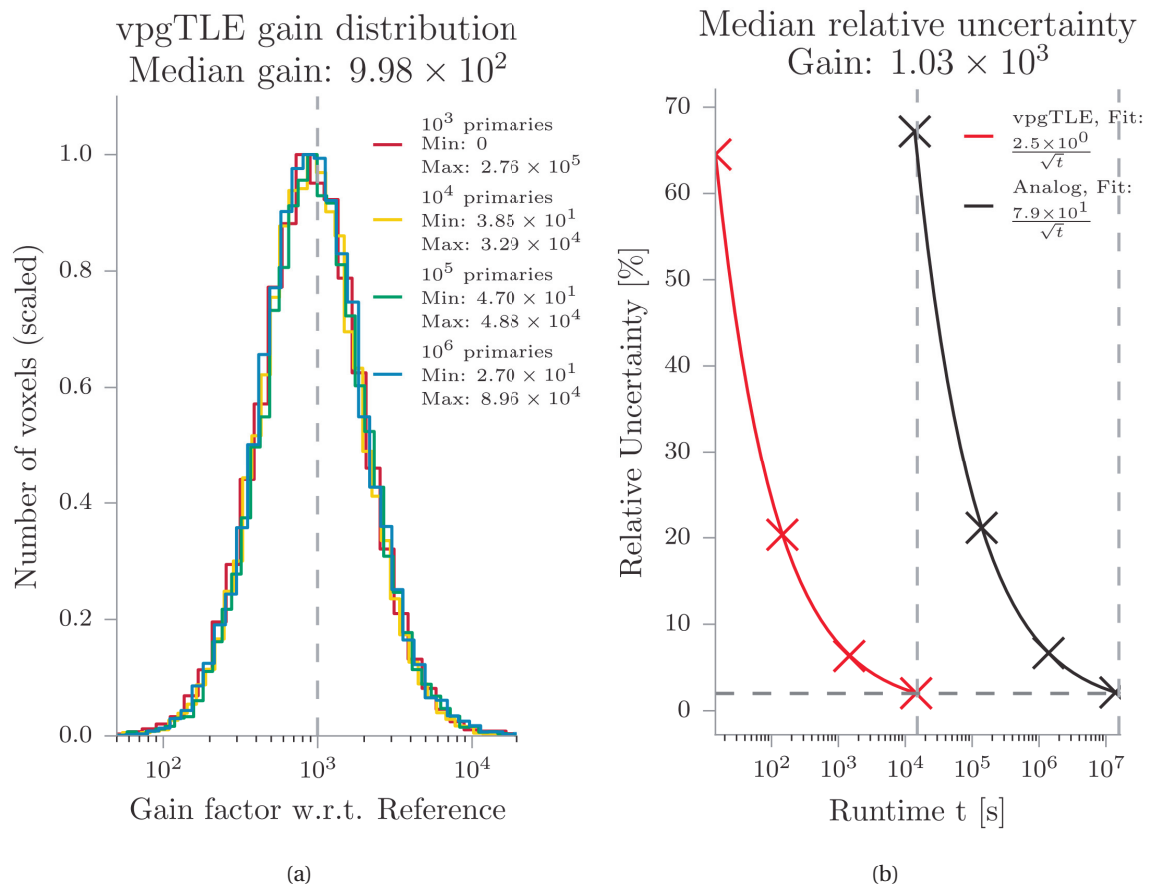 vpgTLE gain distribution
Median gain: 9.98 × 10²
10³ primaries
Min: 0
Max: 2.76 × 10⁵
10⁴ primaries
Min: 3.85 × 10¹
Max: 3.29 × 10⁴
10⁵ primaries
Min: 4.70 × 10¹
Max: 4.88 × 10⁴
10⁶ primaries
Min: 2.70 × 10¹
Max: 8.96 × 10⁴
Number of voxels (scaled)
1.0
0.8
0.6
0.4
0.2
0.0
10² 10³ 10⁴
Gain factor w.r.t. Reference
(a)
Median relative uncertainty
Gain: 1.03 × 10³
vpgTLE, Fit:
2.5×10⁰
√t
Analog, Fit:
7.9×10¹
√t
Relative Uncertainty [%]
70
60
50
40
30
20
10
0
10² 10³ 10⁴ 10⁵ 10⁶ 10⁷
Runtime t [s]
(b)